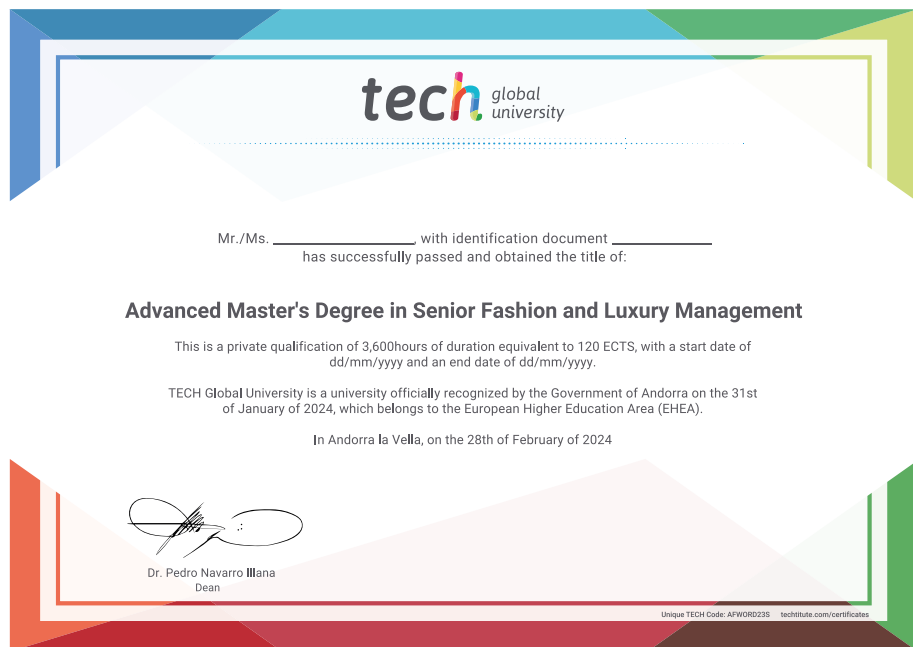 tech global
university
Mr./Ms. ________________, with identification document ____________
has successfully passed and obtained the title of:
Advanced Master's Degree in Senior Fashion and Luxury Management
This is a private qualification of 3,600hours of duration equivalent to 120 ECTS, with a start date of
dd/mm/yyyy and an end date of dd/mm/yyyy.
TECH Global University is a university officially recognized by the Government of Andorra on the 31st
of January of 2024, which belongs to the European Higher Education Area (EHEA).
In Andorra la Vella, on the 28th of February of 2024
Dr. Pedro Navarro Illana
Dean
Unique TECH Code: AFWORD23S techtitute.com/certificates